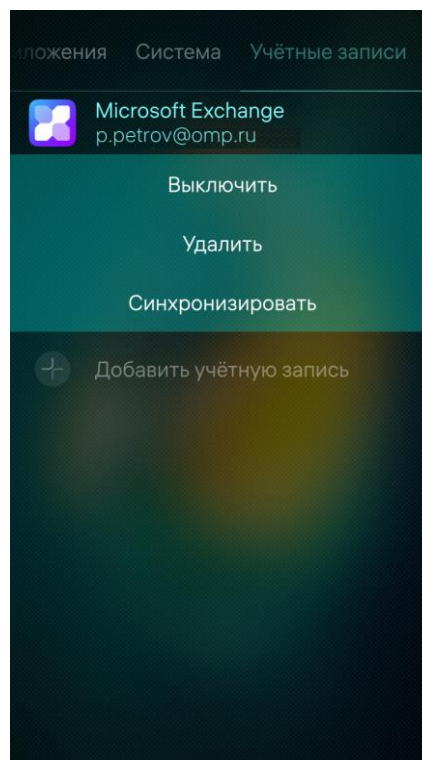 иложения Система Учётные записи
Microsoft Exchange
p.petrov@omp.ru
Выключить
Удалить
Синхронизировать
Добавить учётную запись